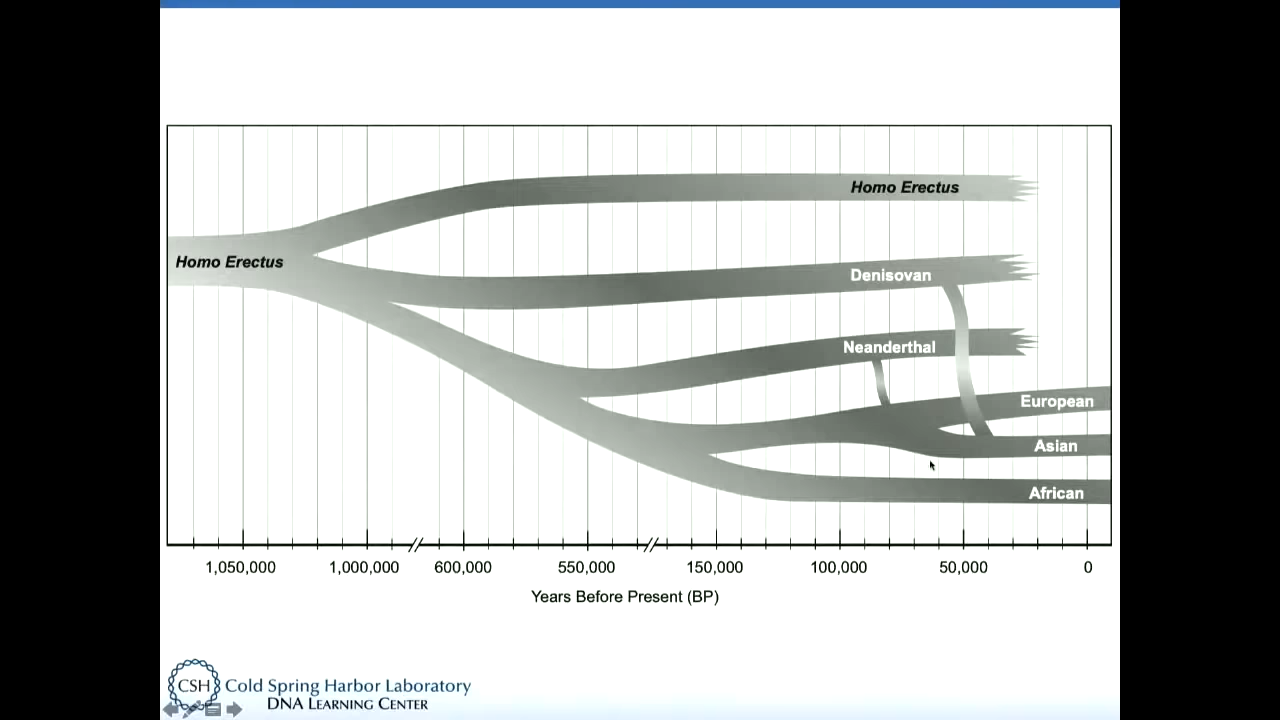 Homo Erectus
Homo Erectus
Denisovan
Neanderthal
European
Asian
African
1,050,000 1,000,000 600,000 550,000 150,000 100,000 50,000 0
Years Before Present (BP)
CSH Cold Spring Harbor Laboratory
DNA LEARNING CENTER